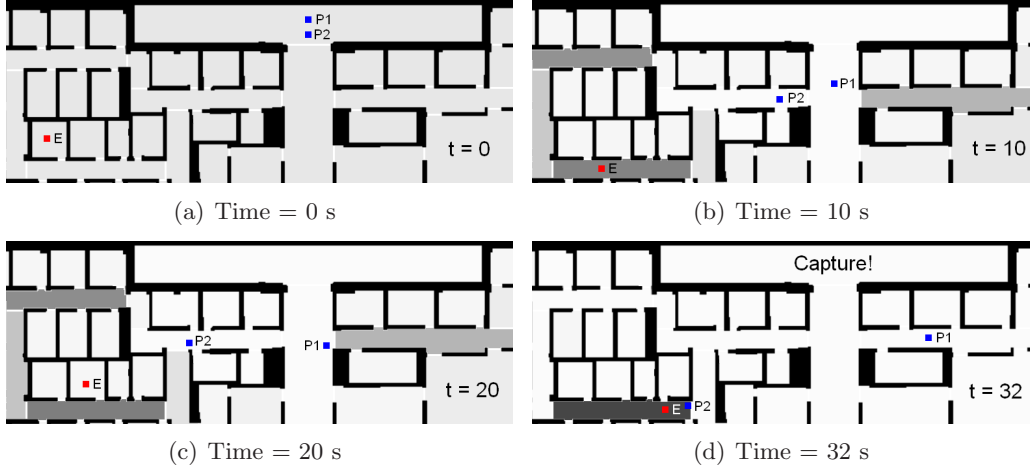 P1
P2
E
t = 0
(a) Time = 0 s
P1
P2
E
t = 10
(b) Time = 10 s
P2
P1
E
t = 20
(c) Time = 20 s
Capture!
P1
E P2
t = 32
(d) Time = 32 s